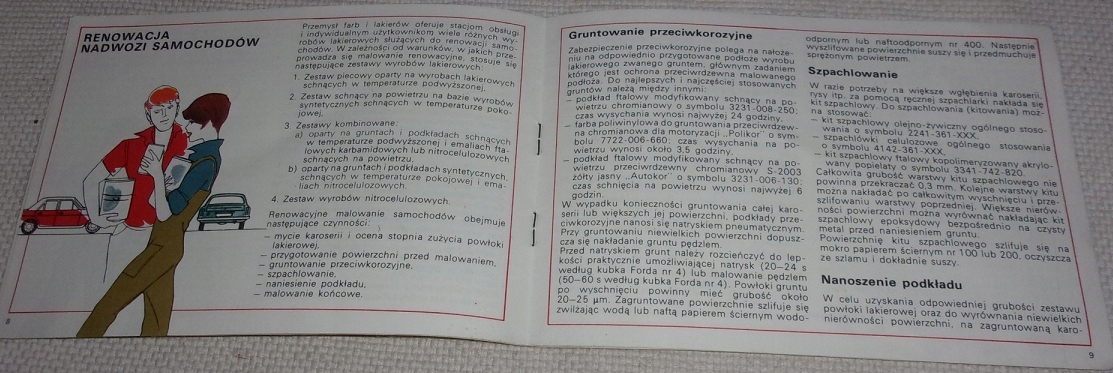 RENOWACJA
NADWOZI SAMOCHODÓW
Przemysł farb i lakierów oferuje stacjom obsługi
i indywidualnym użytkownikom wiele różnych wy-
robów lakierowych służących do renowacji samo-
chodów. W zależności od warunków, w jakich prze-
prowadza się malowanie renowacyjne, stosuje się
następujące zestawy wyrobów lakierowych:
1. Zestaw piecowy oparty na wyrobach lakierowych
schnących w temperaturze podwyższonej,
2. Zestaw schnący na powietrzu na bazie wyrobów
syntetycznych schnących w temperaturze poko-
jowej,
3. Zestawy kombinowane:
a) oparty na gruntach i podkładach schnących
w temperaturze podwyższonej i emaliach fta-
lowych karbamidowych lub nitrocelulozowych
schnących na powietrzu,
b) oparty na gruntach i podkładach syntetycznych,
schnących w temperaturze pokojowej i ema-
liach nitrocelulozowych.
4. Zestaw wyrobów nitrocelulozowych.
Renowacyjne malowanie samochodów obejmuje
następujące czynności:
— mycie karoserii i ocena stopnia zużycia powłoki
lakierowej,
— przygotowanie powierzchni przed malowaniem,
— gruntowanie przeciwkorozyjne,
— szpachlowanie,
— naniesienie podkładu,
— malowanie końcowe.
8
Gruntowanie przeciwkorozyjne
Zabezpieczenie przeciwkorozyjne polega na nałoże-
niu na odpowiednio przygotowane podłoże wyrobu
lakierowego zwanego gruntem, głównym zadaniem
którego jest ochrona przeciwrdzewna malowanego
podłoża. Do najlepszych i najczęściej stosowanych
gruntów należą między innymi:
— podkład ftalowy modyfikowany schnący na po-
wietrzu chromianowy o symbolu 3231-008-250;
czas wysychania wynosi najwyżej 24 godziny,
— farba poliwinylowa do gruntowania przeciwrdzew-
na chromianowa dla motoryzacji „Polikor" o sym-
bolu 7722-006-660; czas wysychania na po-
wietrzu wynosi około 3,5 godziny,
— podkład ftalowy modyfikowany schnący na po-
wietrzu przeciwrdzewny chromianowy S-2003
żółty jasny „Autokor" o symbolu 3231-006-130;
czas schnięcia na powietrzu wynosi najwyżej 6
godzin.
W wypadku konieczności gruntowania całej karo-
serii lub większych jej powierzchni, podkłady prze-
ciwkorozyjne nanosi się natryskiem pneumatycznym.
Przy gruntowaniu niewielkich powierzchni dopusz-
cza się nakładanie gruntu pędzlem.
Przed natryskiem grunt należy rozcieńczyć do lep-
kości praktycznie umożliwiającej natrysk (20—24 s
według kubka Forda nr 4) lub malowanie pędzlem
(50—60 s według kubka Forda nr 4). Powłoki gruntu
po wyschnięciu powinny mieć grubość około
20—25 µm. Zagruntowane powierzchnie szlifuje się
zwilżając wodą lub naftą papierem ściernym wodo-
odpornym lub naftoodpornym nr 400. Następnie
wyszlifowane powierzchnie suszy się i przedmuchuje
sprężonym powietrzem.
Szpachlowanie
W razie potrzeby na większe wgłębienia karoserii,
rysy itp. za pomocą ręcznej szpachlarki nakłada się
kit szpachlowy. Do szpachlowania (kitowania) moż-
na stosować:
— kit szpachlowy olejno-żywiczny ogólnego stoso-
wania o symbolu 2241-361-XXX,
— szpachlówki celulozowe ogólnego stosowania
o symbolu 4142-361-XXX,
— kit szpachlowy ftalowy kopolimeryzowany akrylo-
wany popielaty o symbolu 3341-742-820.
Całkowita grubość warstwy kitu szpachlowego nie
powinna przekraczać 0,3 mm. Kolejne warstwy kitu
można nakładać po całkowitym wyschnięciu i prze-
szlifowaniu warstwy poprzedniej. Większe nierów-
ności powierzchni można wyrównać nakładając kit
szpachlowy epoksydowy bezpośrednio na czysty
metal przed naniesieniem gruntu.
Powierzchnię kitu szpachlowego szlifuje się na
mokro papierem ściernym nr 100 lub 200, oczyszcza
ze szlamu i dokładnie suszy.
Nanoszenie podkładu
W celu uzyskania odpowiedniej grubości zestawu
powłoki lakierowej oraz do wyrównania niewielkich
nierówności powierzchni, na zagruntowaną karo-
9